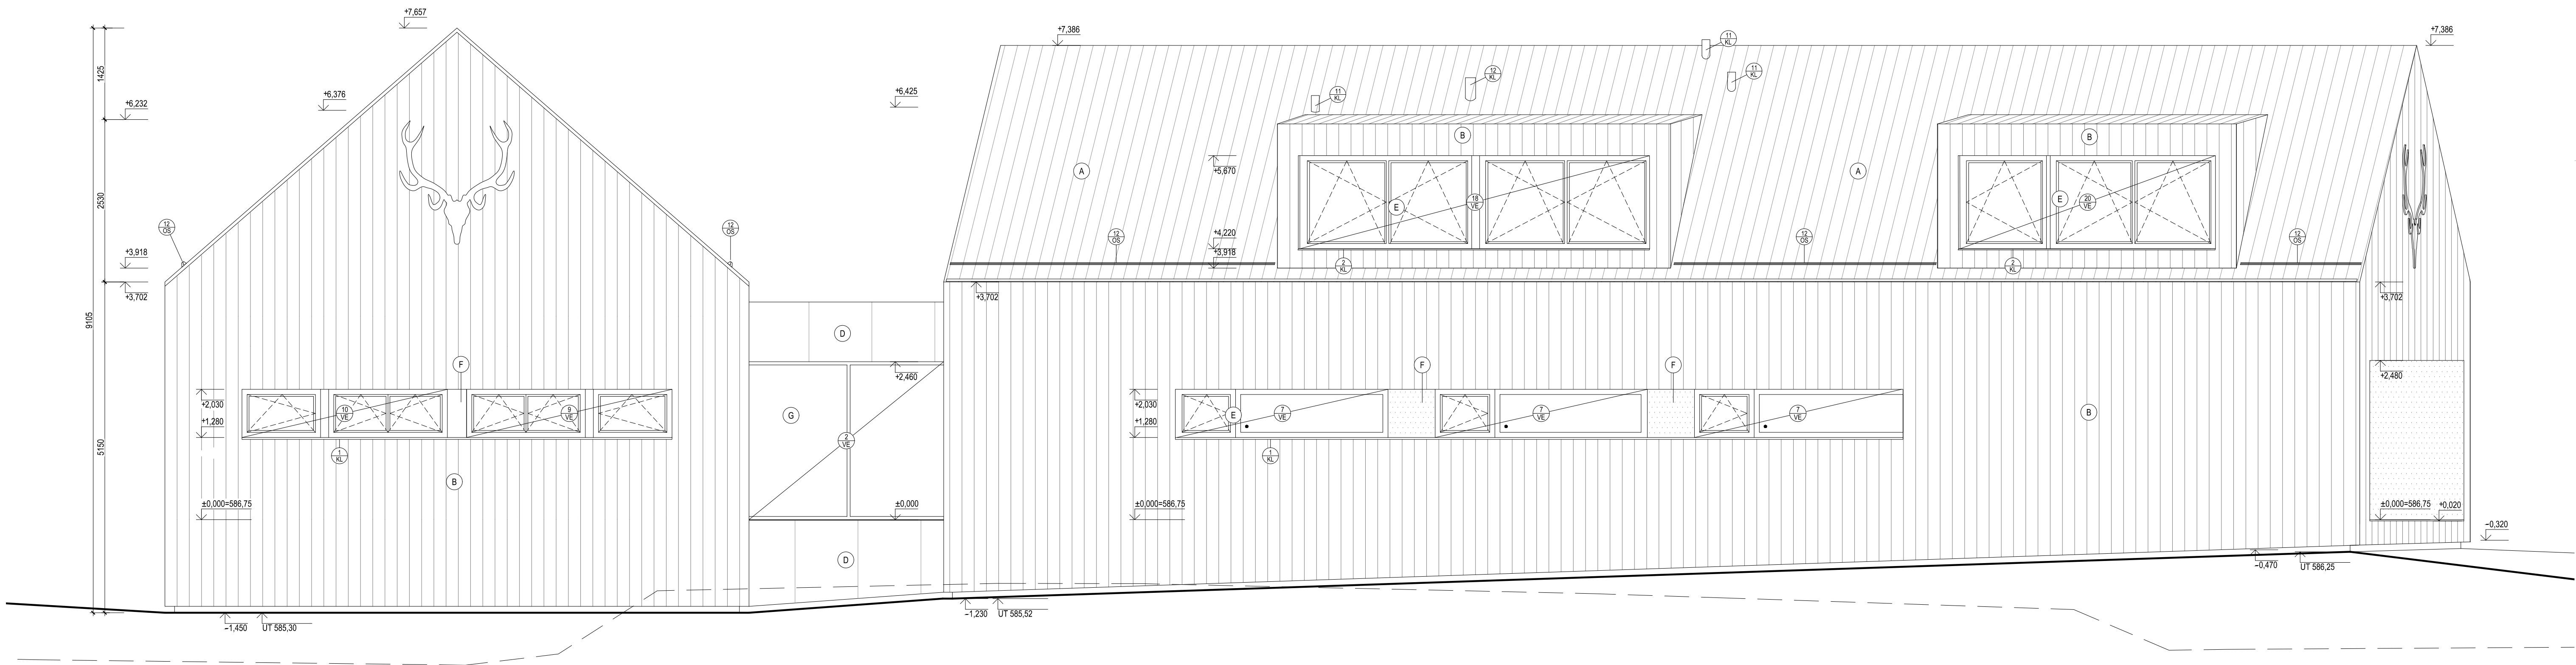 +7,657
+7,386
+7,386
11
KL
12
KL
11
KL
11
KL
1425
+6,376
+6,425
+6,232
B
B
+5,670
A
A
2530
E
18
VE
E
20
VE
12
OS
12
OS
+4,220
12
OS
12
OS
12
OS
+3,918
+3,918
2
KL
2
KL
+3,702
+3,702
+3,702
9105
D
F
F
F
+2,460
+2,480
+2,030
+2,030
10
VE
9
VE
G
E
7
VE
7
VE
7
VE
B
+1,280
+1,280
2
VE
5150
1
KL
1
KL
B
±0,000=586,75
±0,000
±0,000=586,75
±0,000=586,75
+0,020
−0,320
D
−0,470
UT 586,25
−1,450
UT 585,30
−1,230
UT 585,52